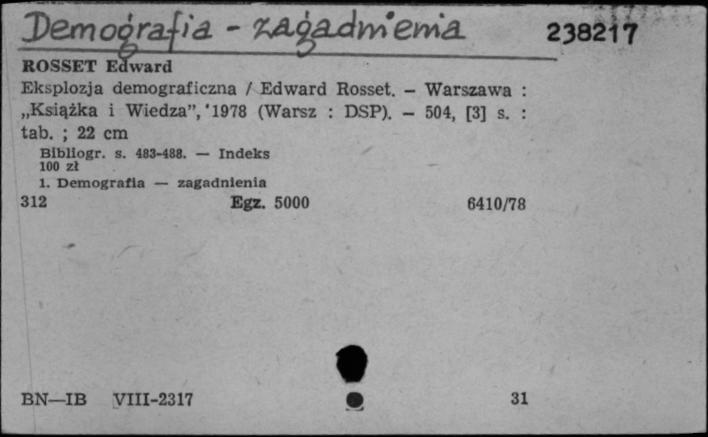 Demografia - zagadnienia
238217
ROSSET Edward
Eksplozja demograficzna / Edward Rosset. — Warszawa :
„Książka i Wiedza”, 1978 (Warsz : DSP). — 504, [3] s. :
tab. ; 22 cm
Bibliogr. s. 483-488. — Indeks
100 zł
1. Demografia — zagadnienia
312 Egz. 5000 6410/78
BN—IB VIII-2317 31